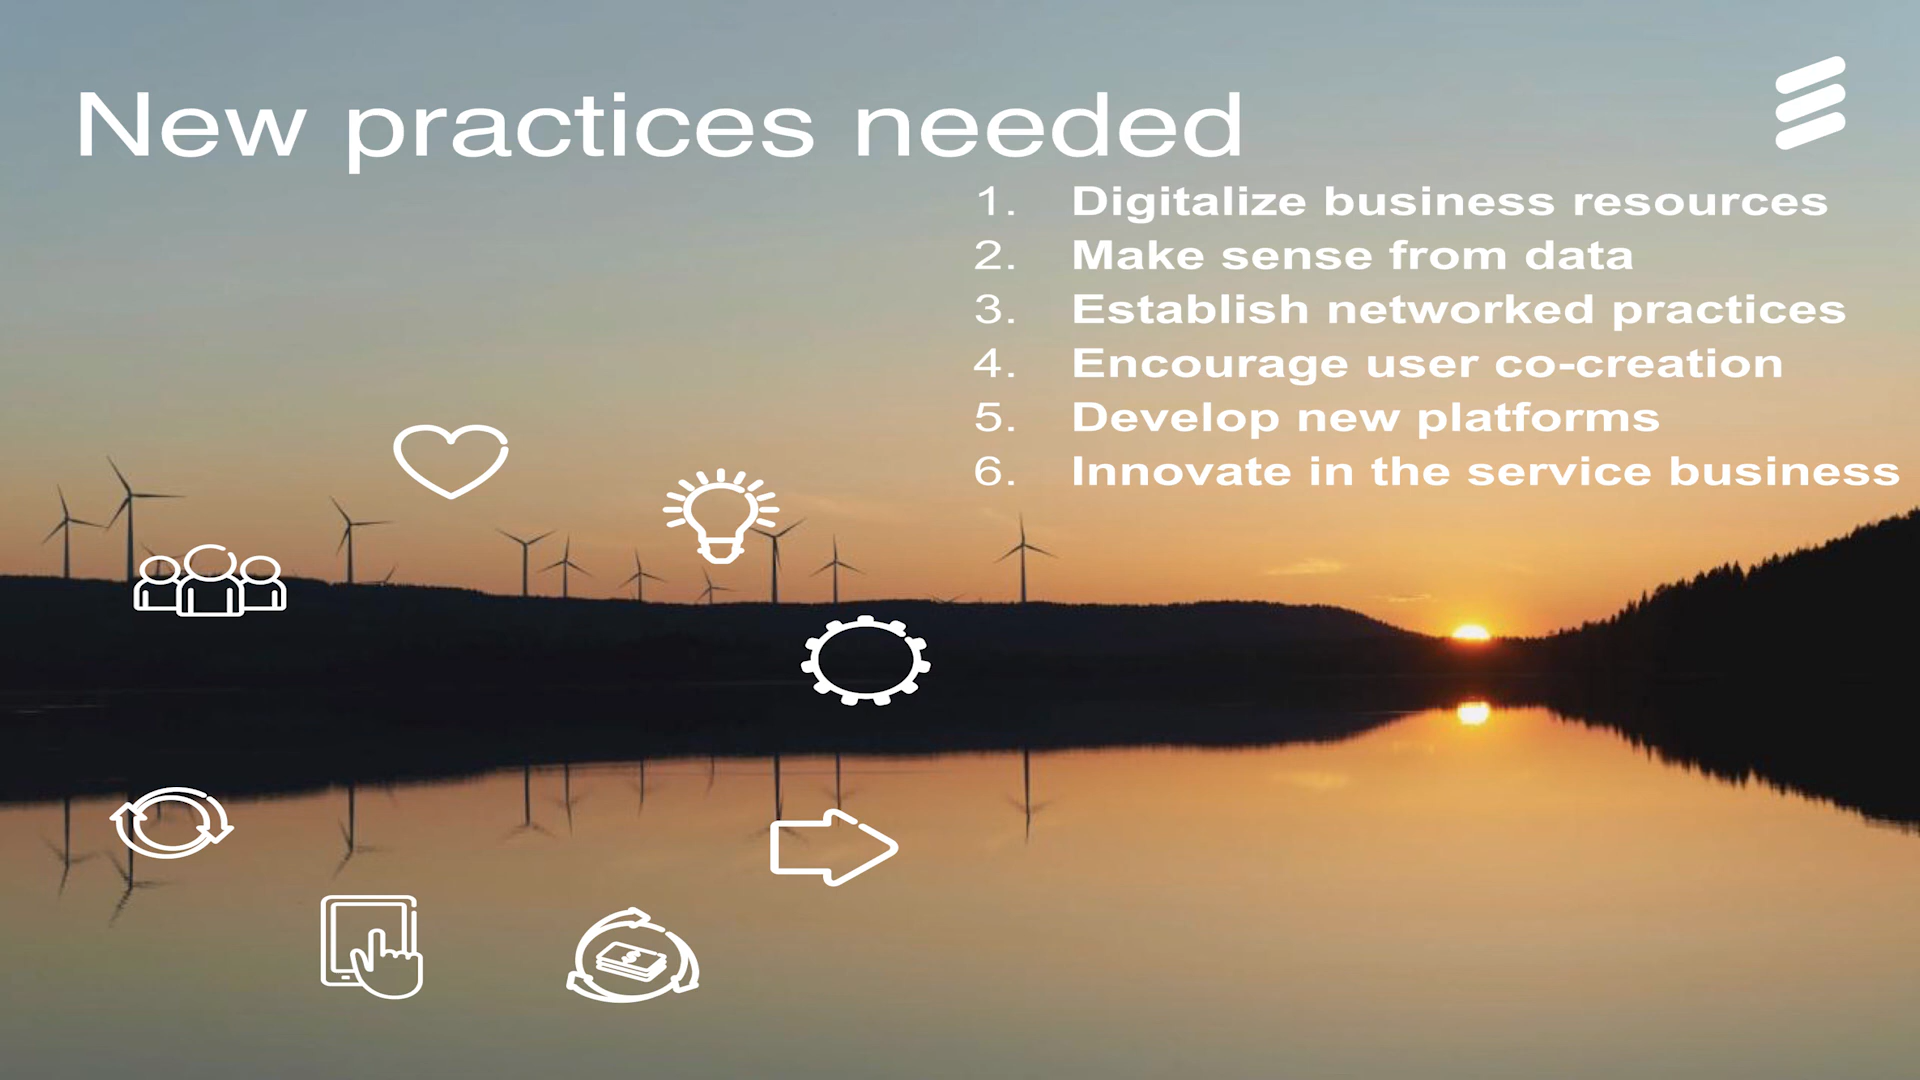 New practices needed
1. Digitalize business resources
2. Make sense from data
3. Establish networked practices
4. Encourage user co-creation
5. Develop new platforms
6. Innovate in the service business
$